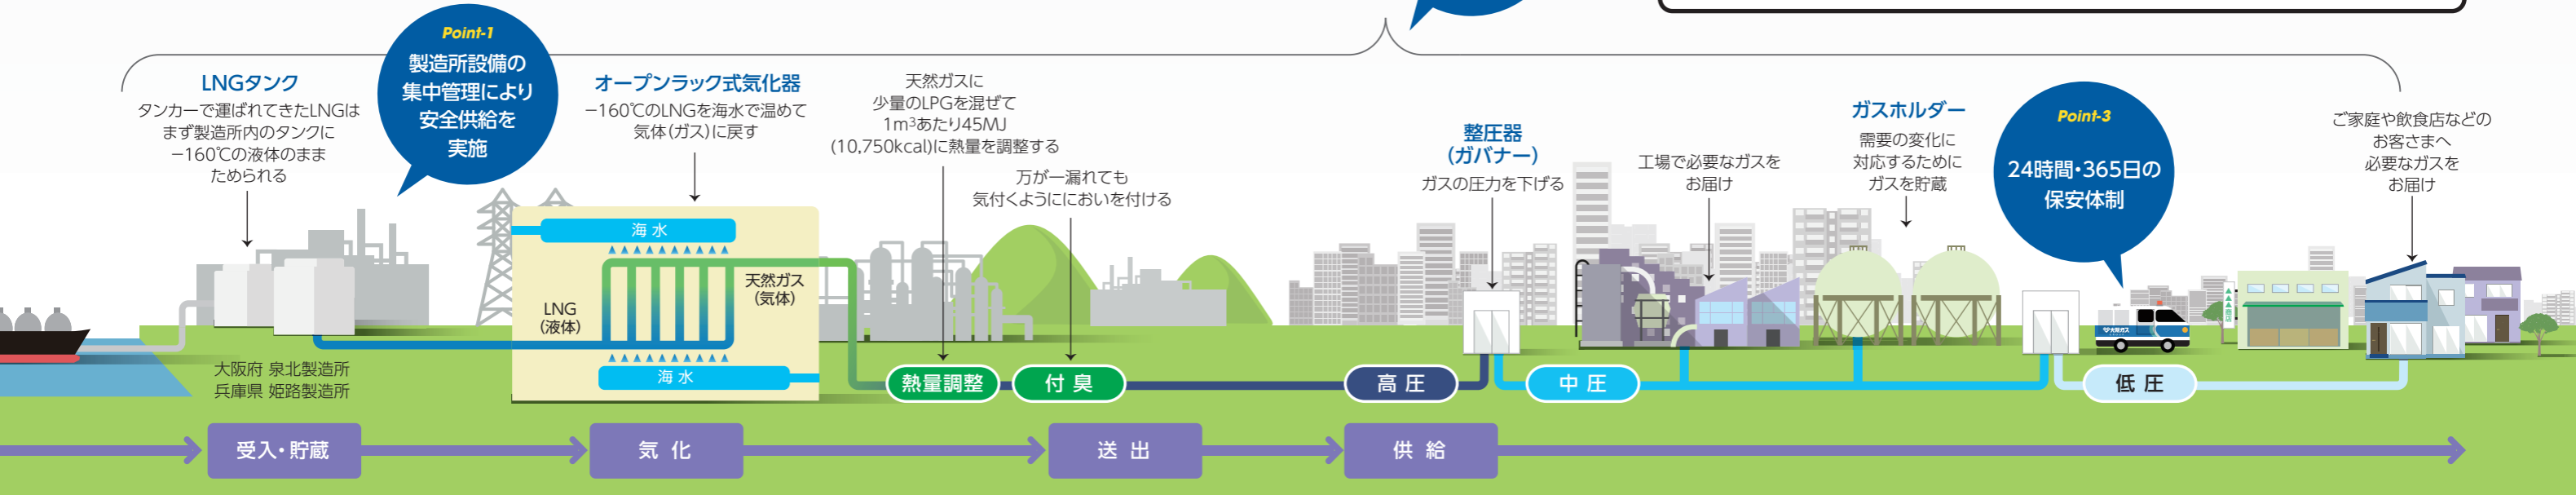 Point-1
製造所設備の
集中管理により
安全供給を
実施
LNGタンク
タンカーで運ばれてきたLNGは
まず製造所内のタンクに
−160℃の液体のまま
ためられる
オープンラック式気化器
−160℃のLNGを海水で温めて
気体(ガス)に戻す
天然ガスに
少量のLPGを混ぜて
1m³あたり45MJ
(10,750kcal)に熱量を調整する
万が一漏れても
気付くようににおいを付ける
整圧器
(ガバナー)
ガスの圧力を下げる
工場で必要なガスを
お届け
ガスホルダー
需要の変化に
対応するために
ガスを貯蔵
Point-3
24時間・365日の
保安体制
ご家庭や飲食店などの
お客さまへ
必要なガスを
お届け
海水
LNG
(液体)
天然ガス
(気体)
海水
大阪府 泉北製造所
兵庫県 姫路製造所
熱量調整
付臭
高圧
中圧
低圧
大阪ガス
受入・貯蔵
気化
送出
供給